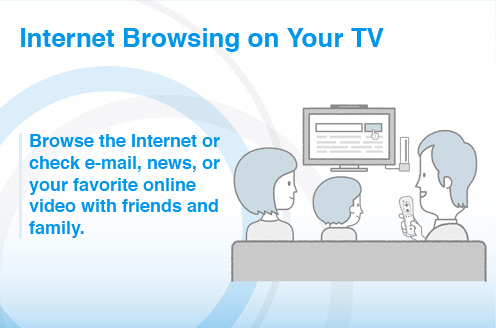 Internet Browsing on Your TV
Browse the Internet or
check e-mail, news, or
your favorite online
video with friends and
family.